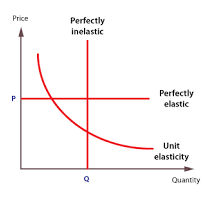 Price
Perfectly
inelastic
P
Perfectly
elastic
Unit
elasticity
Q
Quantity